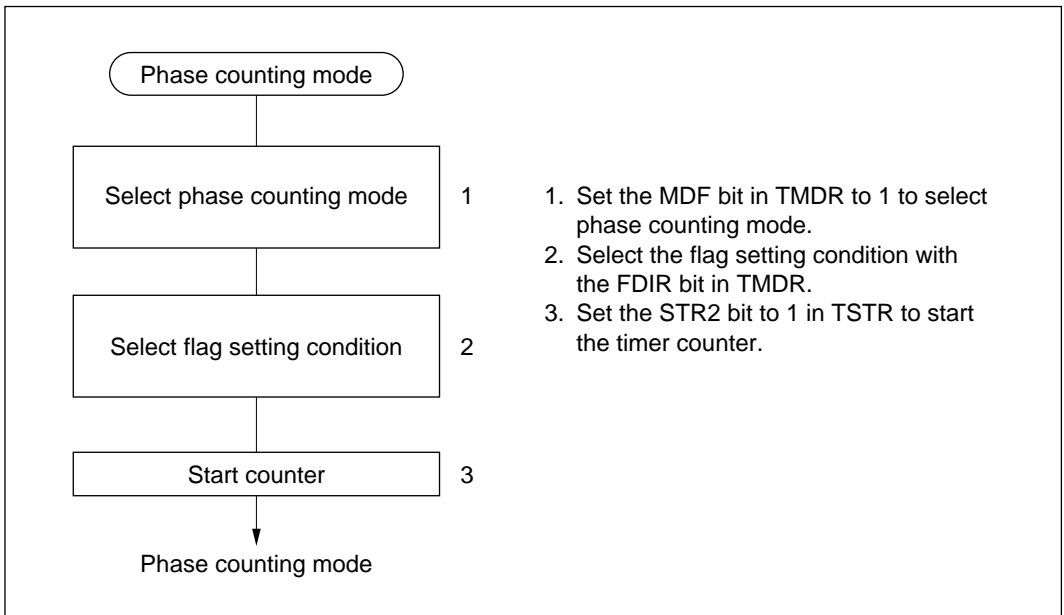 Phase counting mode
Select phase counting mode
1
Select flag setting condition
2
Start counter
3
Phase counting mode
1. Set the MDF bit in TMDR to 1 to select
phase counting mode.
2. Select the flag setting condition with
the FDIR bit in TMDR.
3. Set the STR2 bit to 1 in TSTR to start
the timer counter.